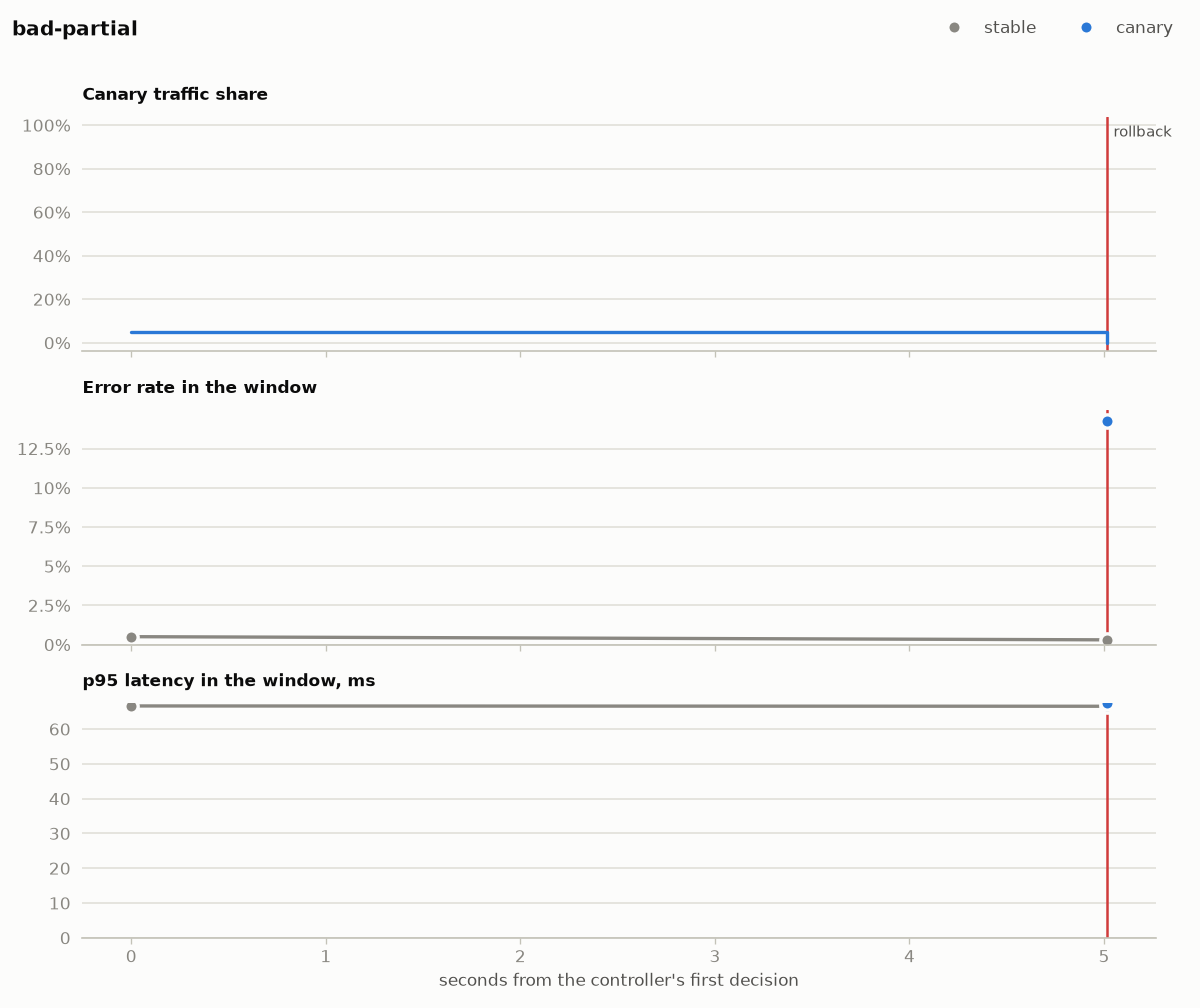 bad-partial
stable
canary
Canary traffic share
100%
rollback
80%
60%
40%
20%
0%
Error rate in the window
12.5%
10%
7.5%
5%
2.5%
0%
p95 latency in the window, ms
60
50
40
30
20
10
0
0 1 2 3 4 5
seconds from the controller's first decision